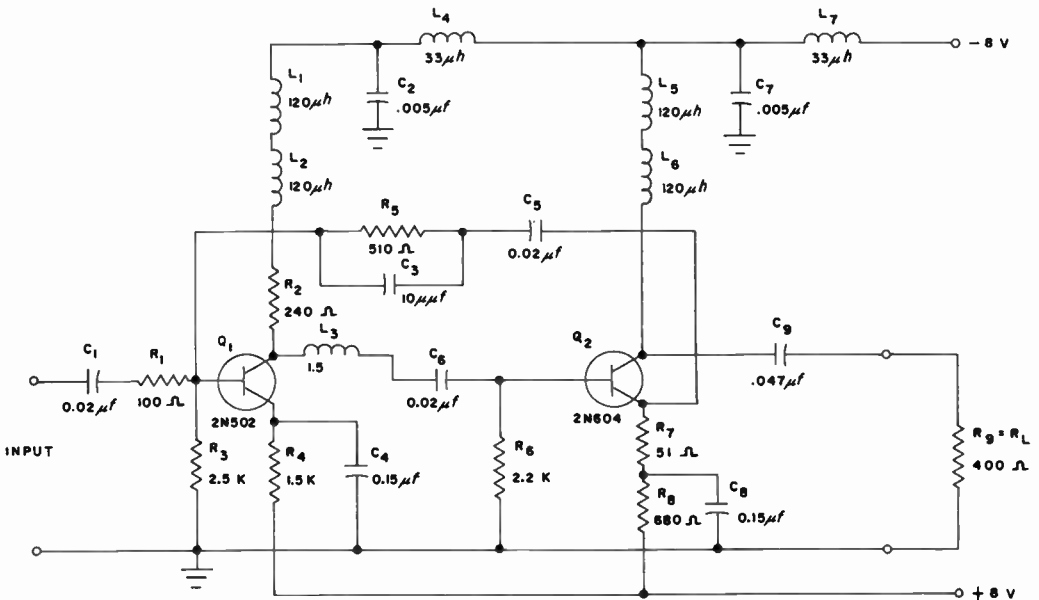 L4
33μh
L7
33μh
− 8 V
L1
120μh
C2
.005μf
L5
120μh
C7
.005μf
L2
120μh
L6
120μh
R5
510 Ω
C5
0.02μf
C3
10μμf
R2
240 Ω
L3
1.5
Q1
2N502
C1
0.02μf
R1
100 Ω
C6
0.02μf
Q2
2N604
C9
.047μf
INPUT
R3
2.5 K
R4
1.5K
C4
0.15μf
R6
2.2 K
R7
51 Ω
R8
680 Ω
C8
0.15μf
R9 = RL
400 Ω
+ 8 V